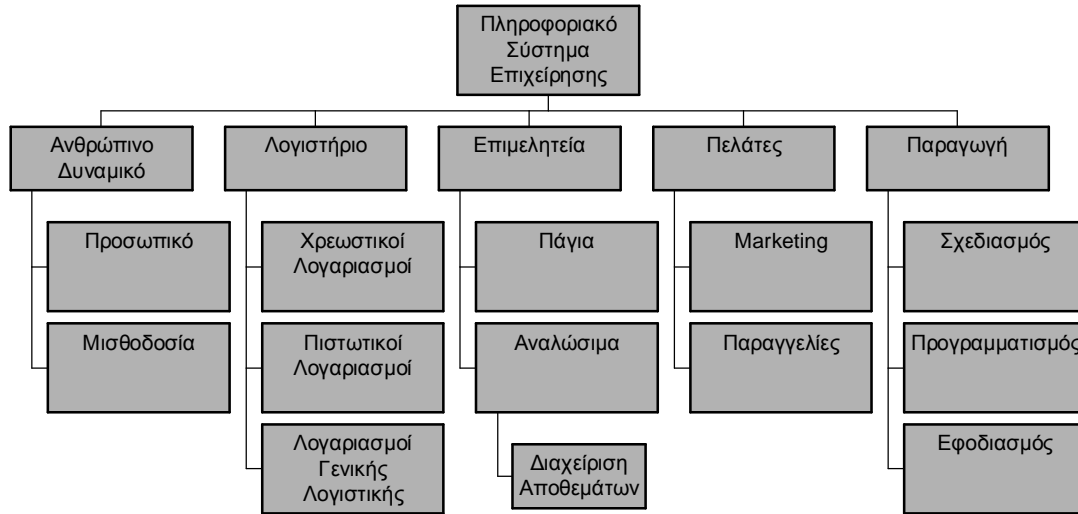 Πληροφοριακό
Σύστημα
Επιχείρησης
Ανθρώπινο
Δυναμικό
Λογιστήριο
Επιμελητεία
Πελάτες
Παραγωγή
Προσωπικό
Μισθοδοσία
Χρεωστικοί
Λογαριασμοί
Πιστωτικοί
Λογαριασμοί
Λογαριασμοί
Γενικής
Λογιστικής
Πάγια
Αναλώσιμα
Διαχείριση
Αποθεμάτων
Marketing
Παραγγελίες
Σχεδιασμός
Προγραμματισμός
Εφοδιασμός